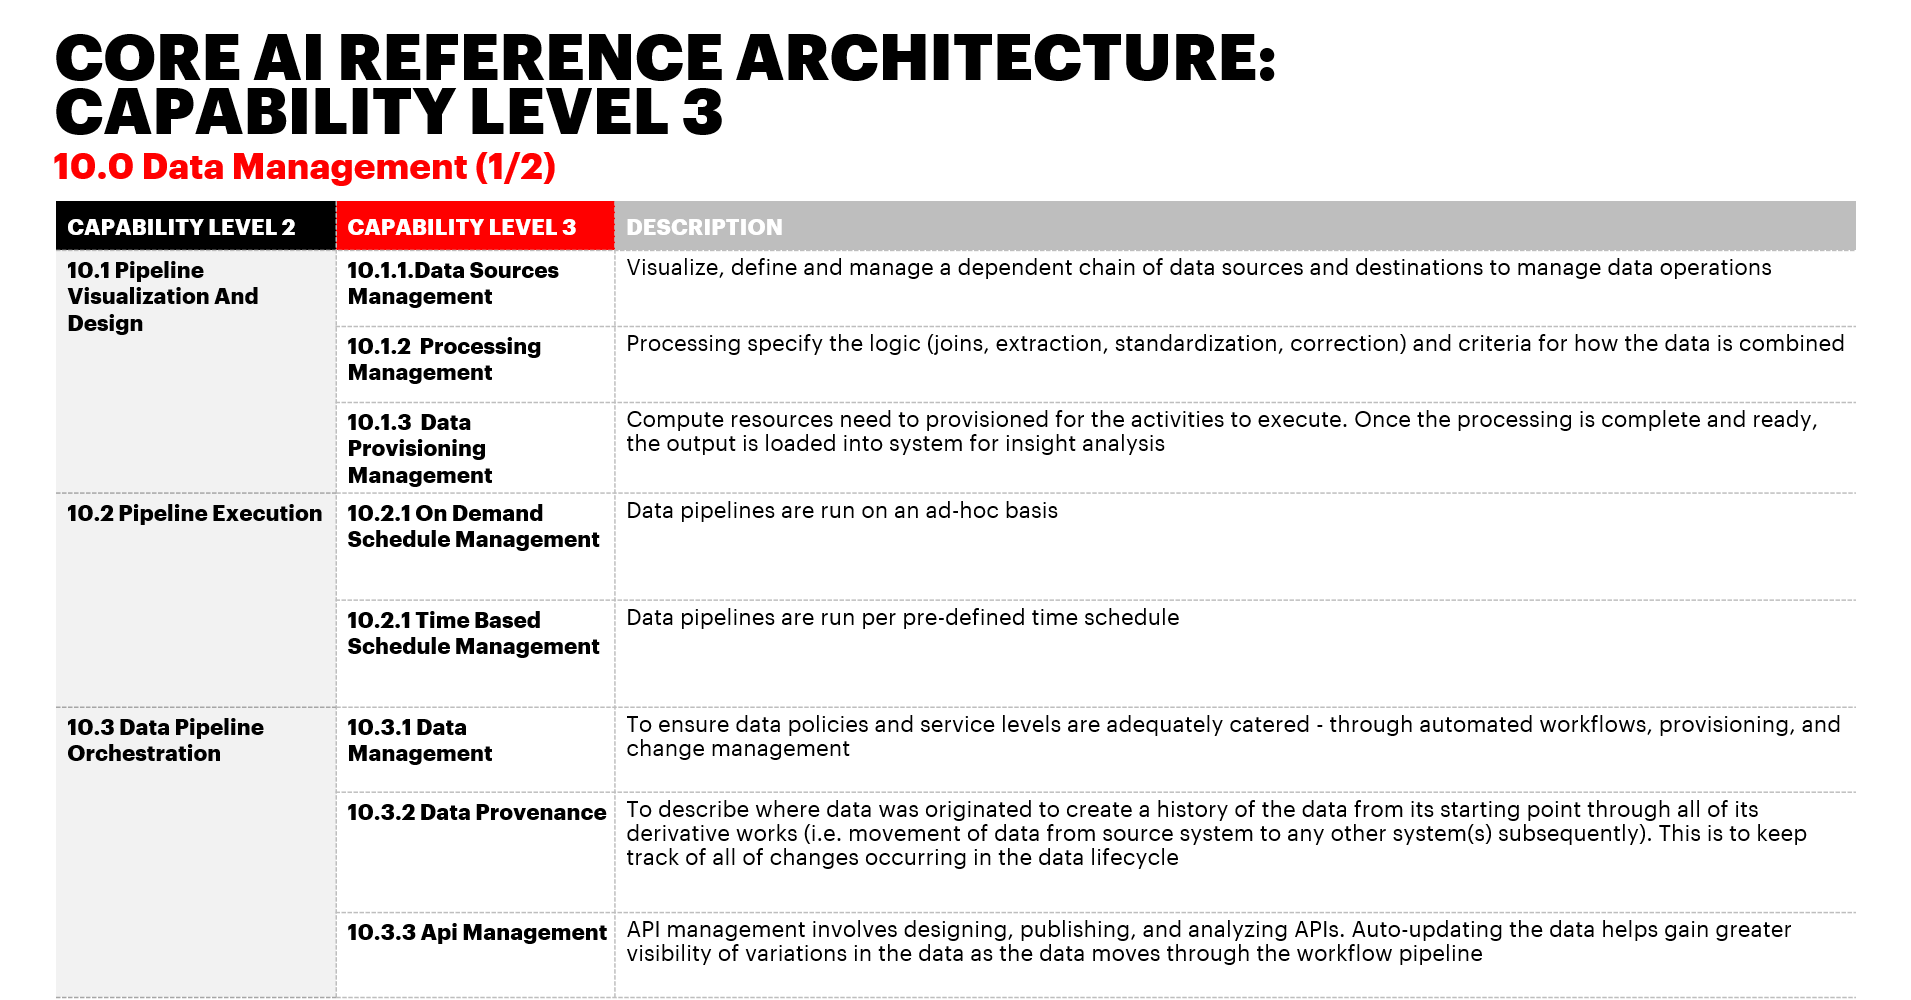 CORE AI REFERENCE ARCHITECTURE:
CAPABILITY LEVEL 3
10.0 Data Management (1/2)
CAPABILITY LEVEL 2
CAPABILITY LEVEL 3
DESCRIPTION
10.1 Pipeline
Visualization And
Design
10.1.1.Data Sources
Management
Visualize, define and manage a dependent chain of data sources and destinations to manage data operations
10.1.2  Processing
Management
Processing specify the logic (joins, extraction, standardization, correction) and criteria for how the data is combined
10.1.3  Data
Provisioning
Management
Compute resources need to provisioned for the activities to execute. Once the processing is complete and ready,
the output is loaded into system for insight analysis
10.2 Pipeline Execution
10.2.1 On Demand
Schedule Management
Data pipelines are run on an ad-hoc basis
10.2.1 Time Based
Schedule Management
Data pipelines are run per pre-defined time schedule
10.3 Data Pipeline
Orchestration
10.3.1 Data
Management
To ensure data policies and service levels are adequately catered - through automated workflows, provisioning, and
change management
10.3.2 Data Provenance
To describe where data was originated to create a history of the data from its starting point through all of its
derivative works (i.e. movement of data from source system to any other system(s) subsequently). This is to keep
track of all of changes occurring in the data lifecycle
10.3.3 Api Management
API management involves designing, publishing, and analyzing APIs. Auto-updating the data helps gain greater
visibility of variations in the data as the data moves through the workflow pipeline